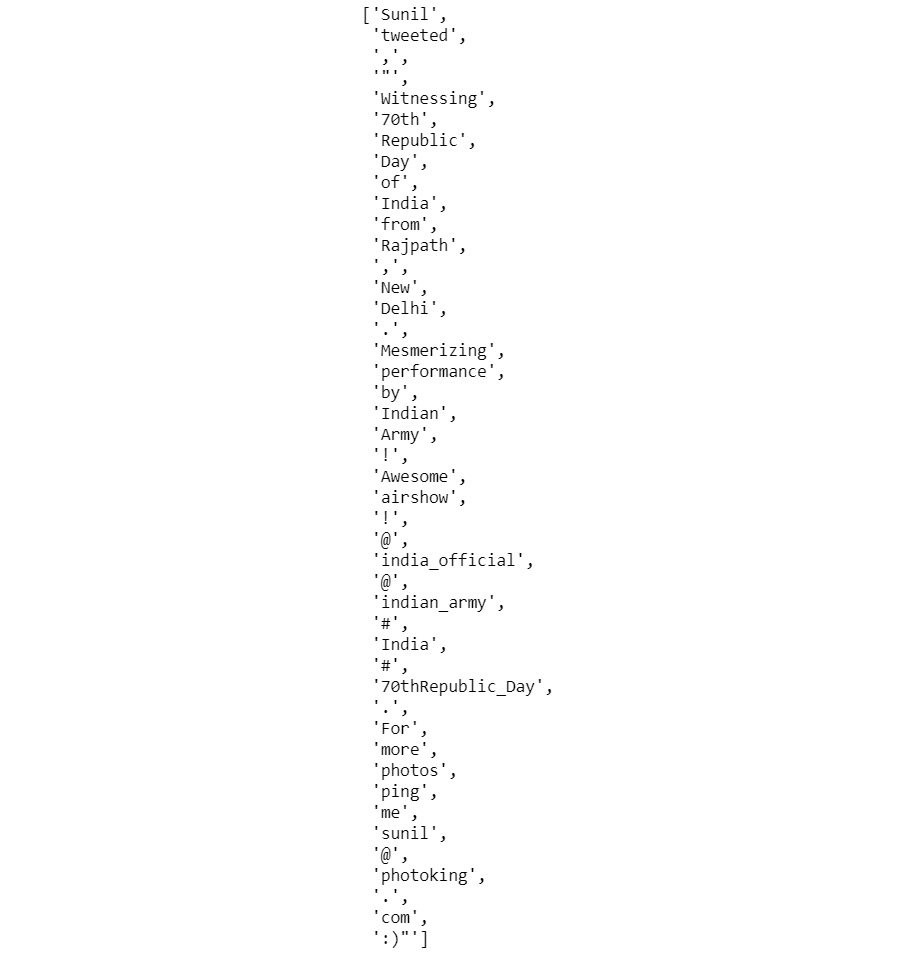 ['Sunil',
'tweeted',
',',
'"',
'Witnessing',
'70th',
'Republic',
'Day',
'of',
'India',
'from',
'Rajpath',
',',
'New',
'Delhi',
'.',
'Mesmerizing',
'performance',
'by',
'Indian',
'Army',
'!',
'Awesome',
'airshow',
'!',
'@',
'india_official',
'@',
'indian_army',
'#',
'India',
'#',
'70thRepublic_Day',
'.',
'For',
'more',
'photos',
'ping',
'me',
'sunil',
'@',
'photoking',
'.',
'com',
':)"']